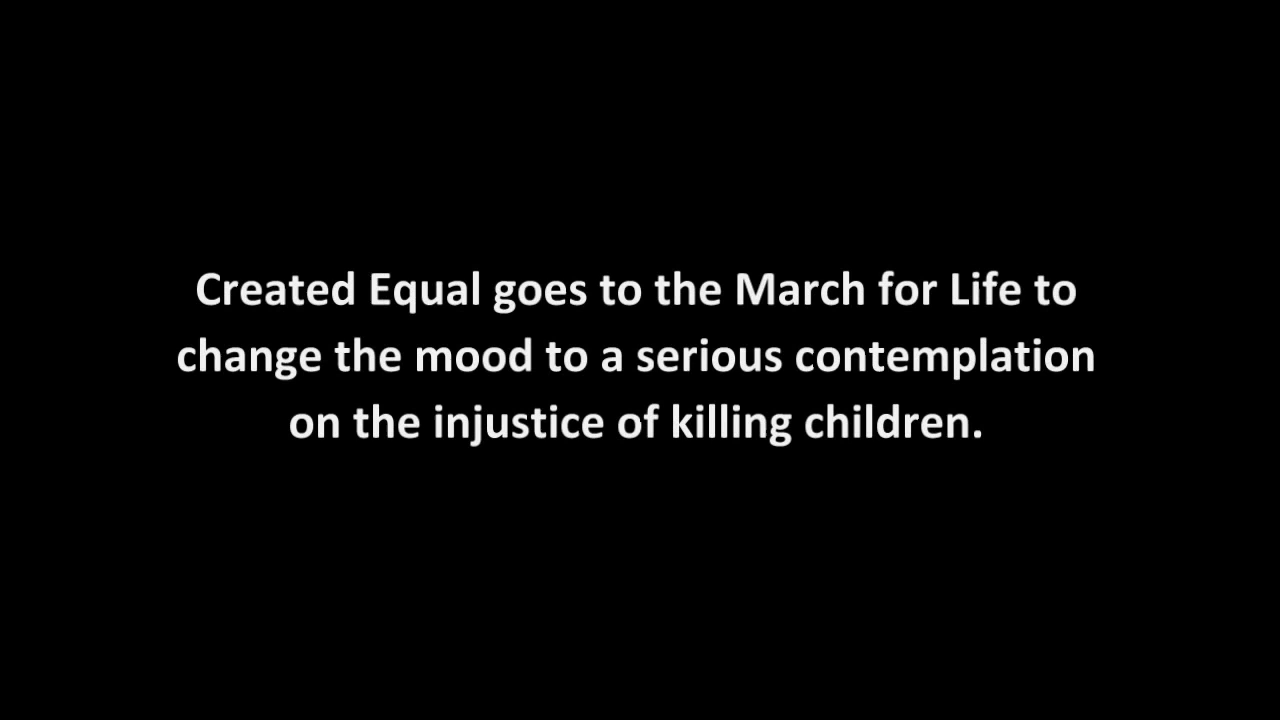 Created Equal goes to the March for Life to
change the mood to a serious contemplation
on the injustice of killing children.